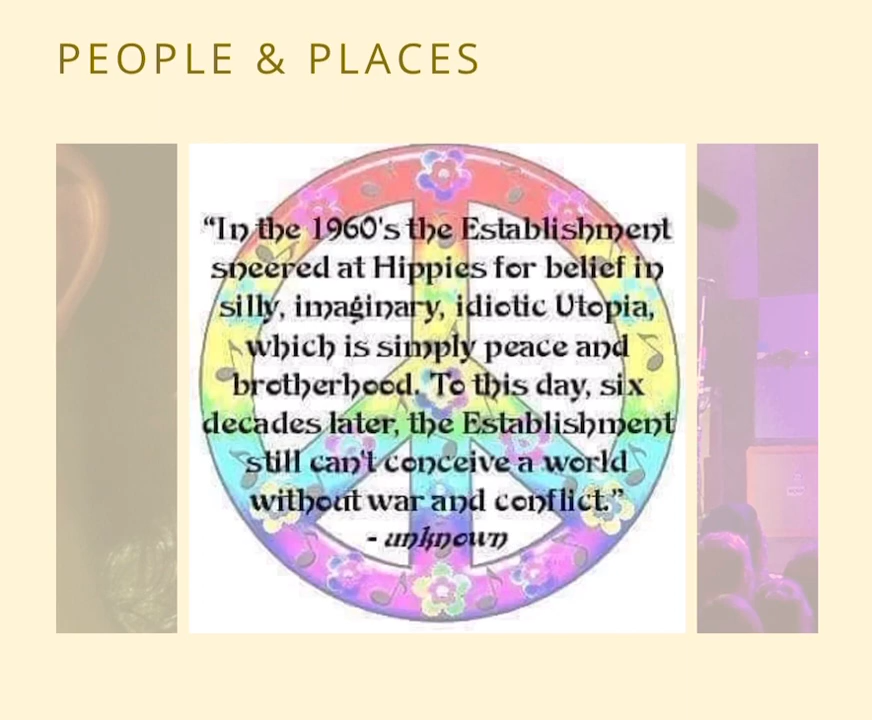 PEOPLE & PLACES
“In the 1960's the Establishment
sneered at Hippies for belief in
silly, imaginary, idiotic Utopia,
which is simply peace and
brotherhood. To this day, six
decades later, the Establishment
still can't conceive a world
without war and conflict.”
- unknown